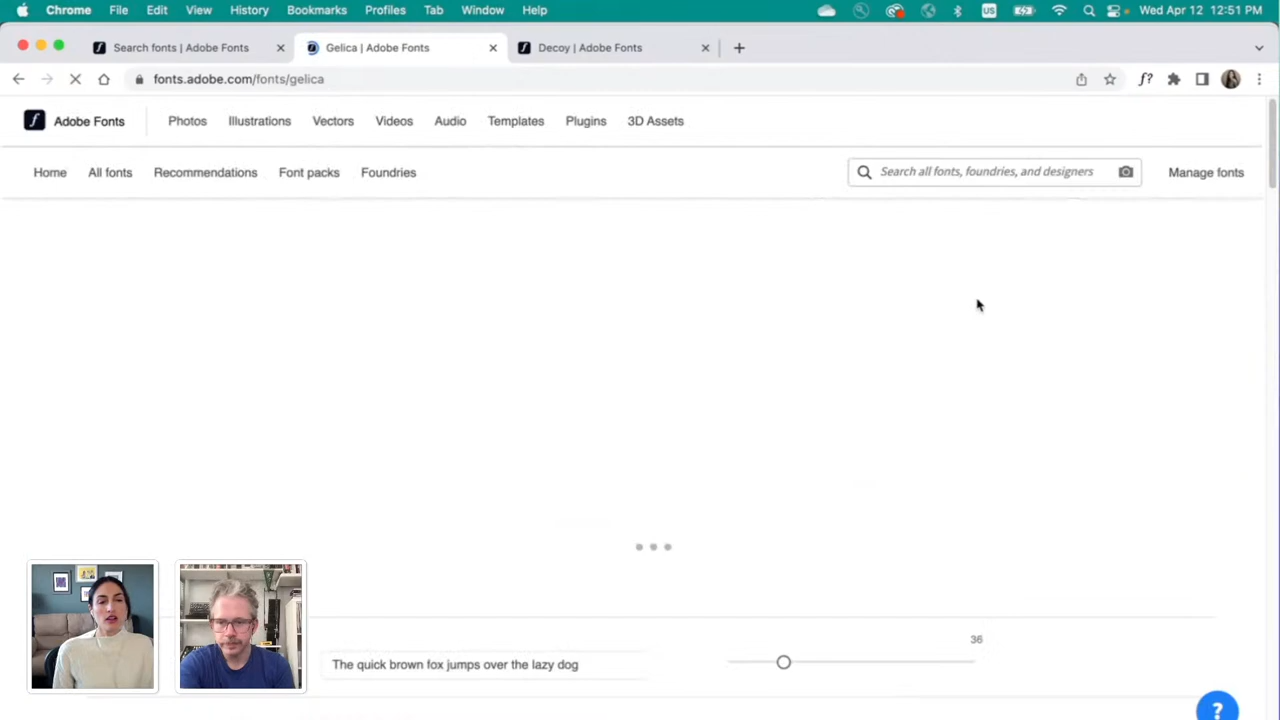 Chrome File Edit View History Bookmarks Profiles Tab Window Help US Wed Apr 12 12:51 PM
Search fonts | Adobe Fonts Gelica | Adobe Fonts Decoy | Adobe Fonts
fonts.adobe.com/fonts/gelica f?
f Adobe Fonts Photos Illustrations Vectors Videos Audio Templates Plugins 3D Assets
Home All fonts Recommendations Font packs Foundries Search all fonts, foundries, and designers Manage fonts
36
The quick brown fox jumps over the lazy dog
?